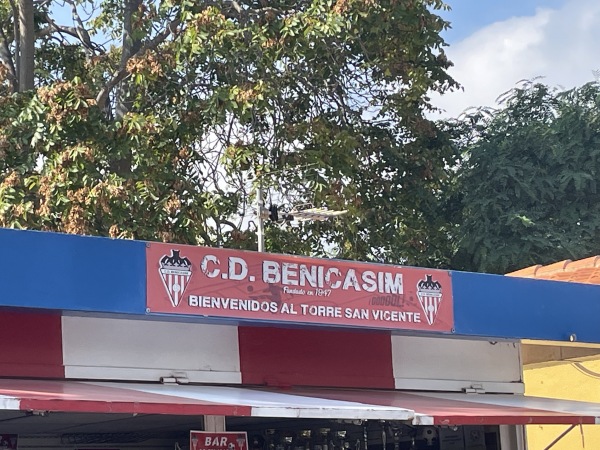 C.D. BENICASIM
Fundado en 1947
BIENVENIDOS AL TORRE SAN VICENTE
BAR